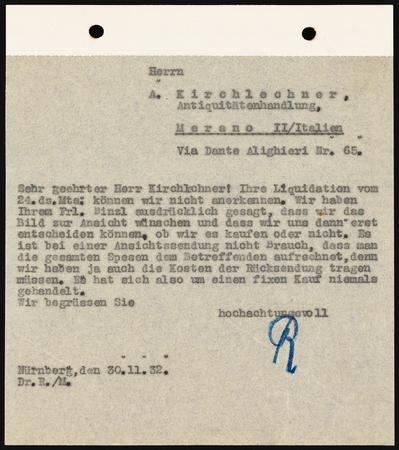 Herrn
A. Kirchlechner,
Antiquitätenhandlung,
Merano II/Italien
Via Dante Alighieri Nr. 65.
Sehr geehrter Herr Kirchlchner! Ihre Liquidation vom
24.ds.Mts. können wir nicht anerkennen. Wir haben
Ihrem Frl. Binzl ausdrücklich gesagt, dass wir das
Bild zur Ansicht wünschen und dass wir uns dann erst
entscheiden können, ob wir es kaufen oder nicht. Es
ist bei einer Ansichtssendung nicht Brauch, dass man
die gesamten Spesen dem Betreffenden aufrechnet,denn
wir haben ja auch die Kosten der Rücksendung tragen
müssen. Es hat sich also um einen fixen Kauf niemals
gehandelt.
Wir begrüssen Sie
hochachtungsvoll
R
Nürnberg,den 30.11.32.
Dr.R./M.